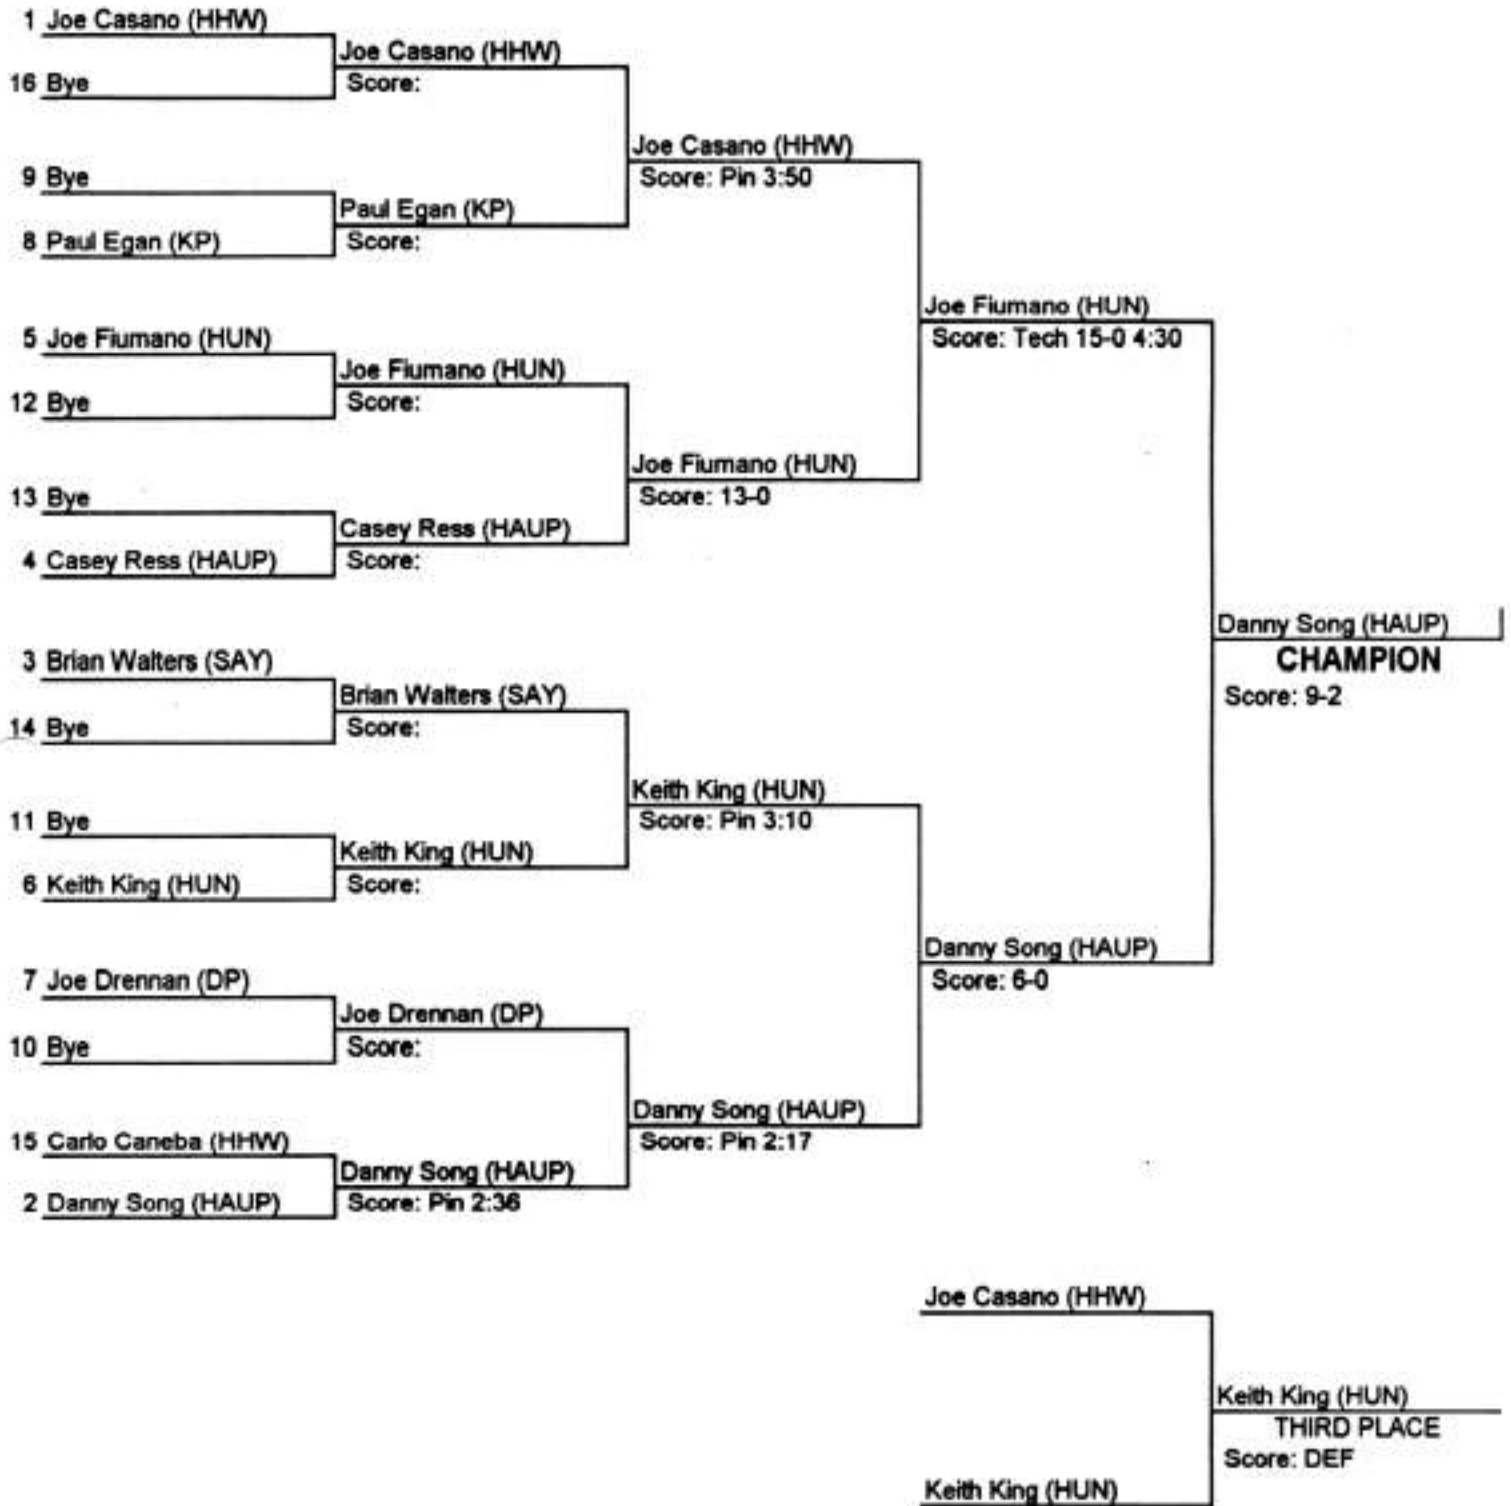 1 Joe Casano (HHW)
Joe Casano (HHW)
16 Bye
Score:
Joe Casano (HHW)
Score: Pin 3:50
9 Bye
Paul Egan (KP)
8 Paul Egan (KP)
Score:
Joe Fiumano (HUN)
Score: Tech 15-0 4:30
5 Joe Fiumano (HUN)
Joe Fiumano (HUN)
12 Bye
Score:
Joe Fiumano (HUN)
Score: 13-0
13 Bye
Casey Ress (HAUP)
4 Casey Ress (HAUP)
Score:
Danny Song (HAUP)
CHAMPION
Score: 9-2
3 Brian Walters (SAY)
Brian Walters (SAY)
14 Bye
Score:
Keith King (HUN)
Score: Pin 3:10
11 Bye
Keith King (HUN)
6 Keith King (HUN)
Score:
Danny Song (HAUP)
Score: 6-0
7 Joe Drennan (DP)
Joe Drennan (DP)
10 Bye
Score:
Danny Song (HAUP)
Score: Pin 2:17
15 Carlo Caneba (HHW)
Danny Song (HAUP)
2 Danny Song (HAUP)
Score: Pin 2:36
Joe Casano (HHW)
Keith King (HUN)
THIRD PLACE
Score: DEF
Keith King (HUN)